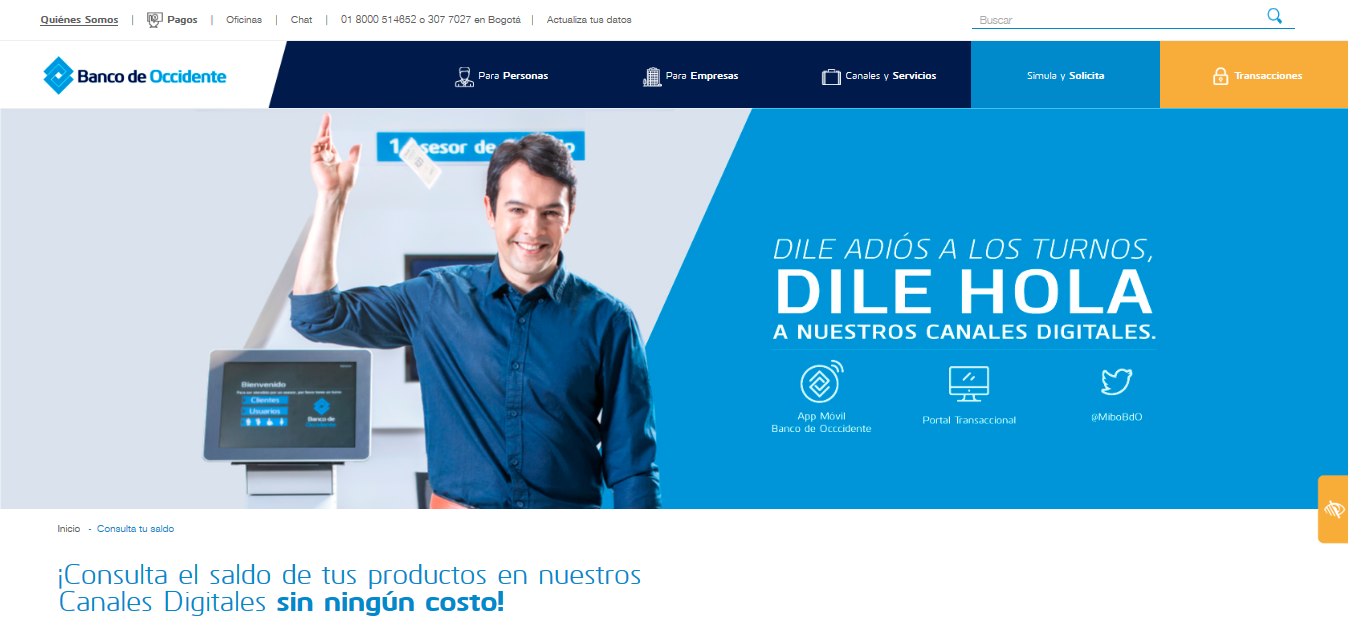 Quiénes Somos | Pagos | Oficinas | Chat | 01 8000 514652 o 307 7027 en Bogotá | Actualiza tus datos
Buscar
Banco de Occidente
Para Personas
Para Empresas
Canales y Servicios
Simula y Solicita
Transacciones
1 sesor de o
DILE ADIÓS A LOS TURNOS,
DILE HOLA
A NUESTROS CANALES DIGITALES.
Bienvenido
Clientes
Usuarios
Banco de
Occidente
App Móvil
Banco de Occcidente
Portal Transaccional
@MiboBdO
Inicio - Consulta tu saldo
¡Consulta el saldo de tus productos en nuestros
Canales Digitales sin ningún costo!